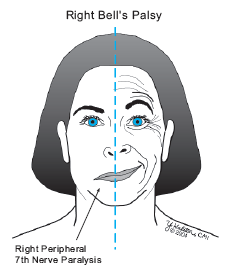 Right Bell's Palsy
Right Peripheral
7th Nerve Paralysis